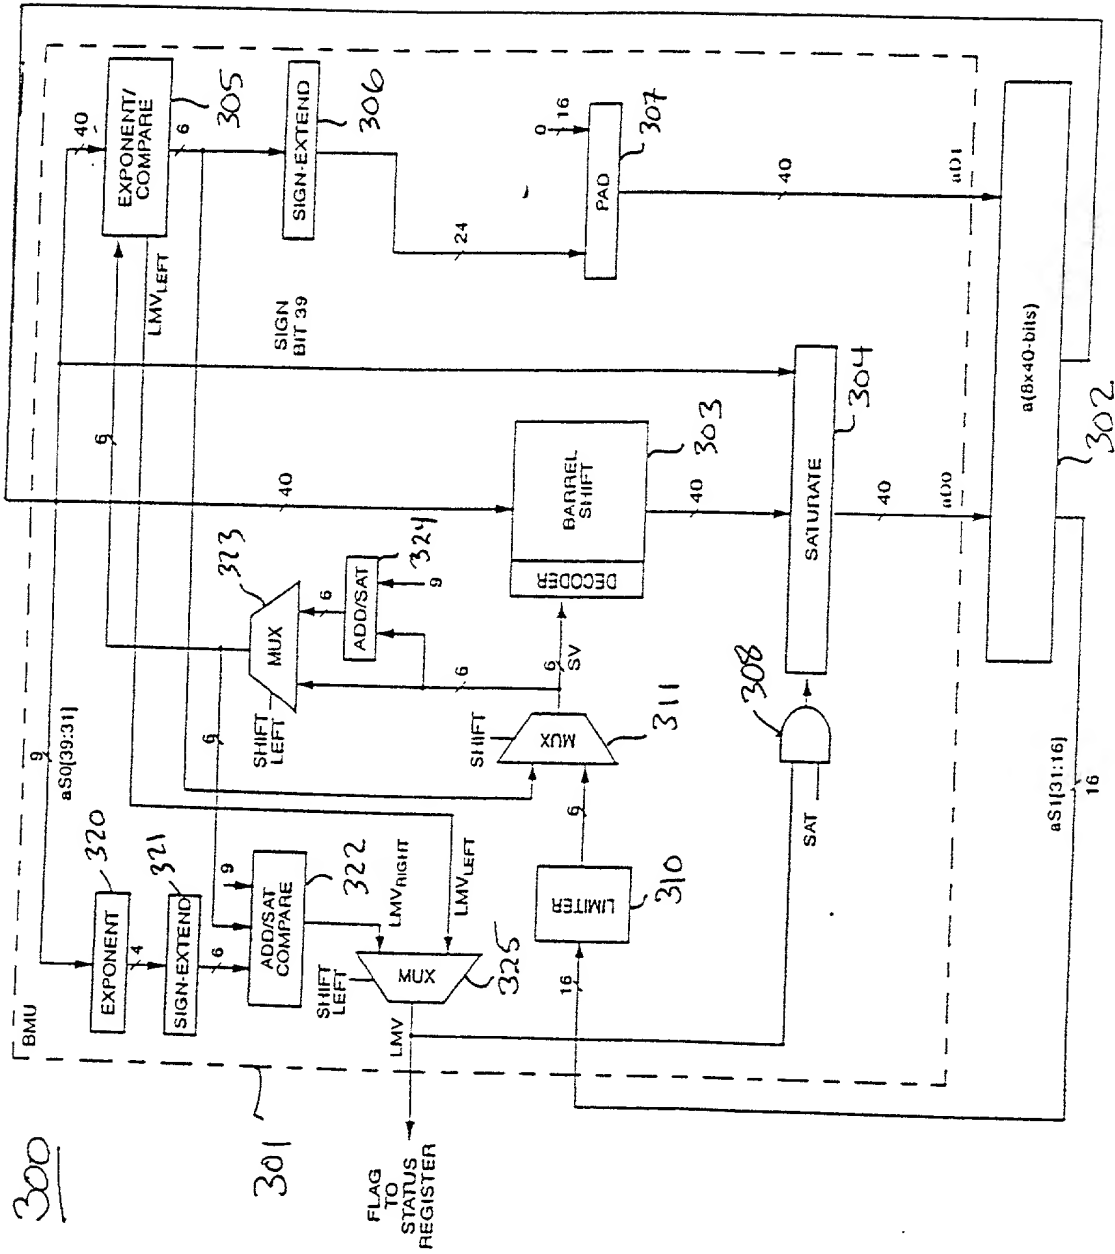 300
301
BMU
9
aS0[39:31]
40
EXPONENT/
COMPARE
305
6
LMVLEFT
SIGN-EXTEND
306
0
16
24
PAD
307
40
aD1
SIGN
BIT 39
6
40
EXPONENT
320
4
SIGN-EXTEND
321
6
9
ADD/SAT
COMPARE
322
6
SHIFT
LEFT
MUX
323
6
ADD/SAT
324
9
6
SV
6
DECODER
BARREL
SHIFT
303
40
SATURATE
304
40
aD0
LMVRIGHT
LMVLEFT
SHIFT
LEFT
MUX
325
LMV
FLAG
TO
STATUS
REGISTER
SHIFT
MUX
311
6
LIMITER
310
16
308
SAT
a(8x40-bits)
302
aS1[31:16]
16